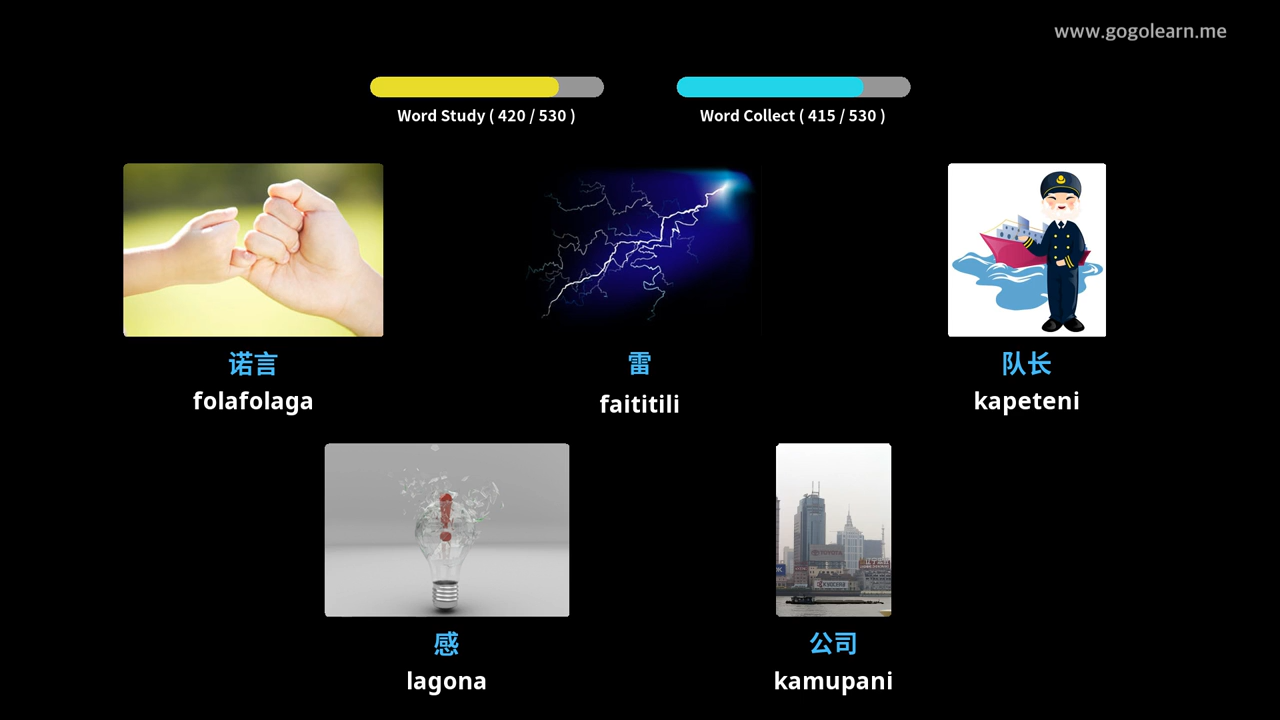 www.gogolearn.me
Word Study ( 420 / 530 )
Word Collect ( 415 / 530 )
诺言
folafolaga
雷
faititili
队长
kapeteni
TOYOTA
感
lagona
公司
kamupani